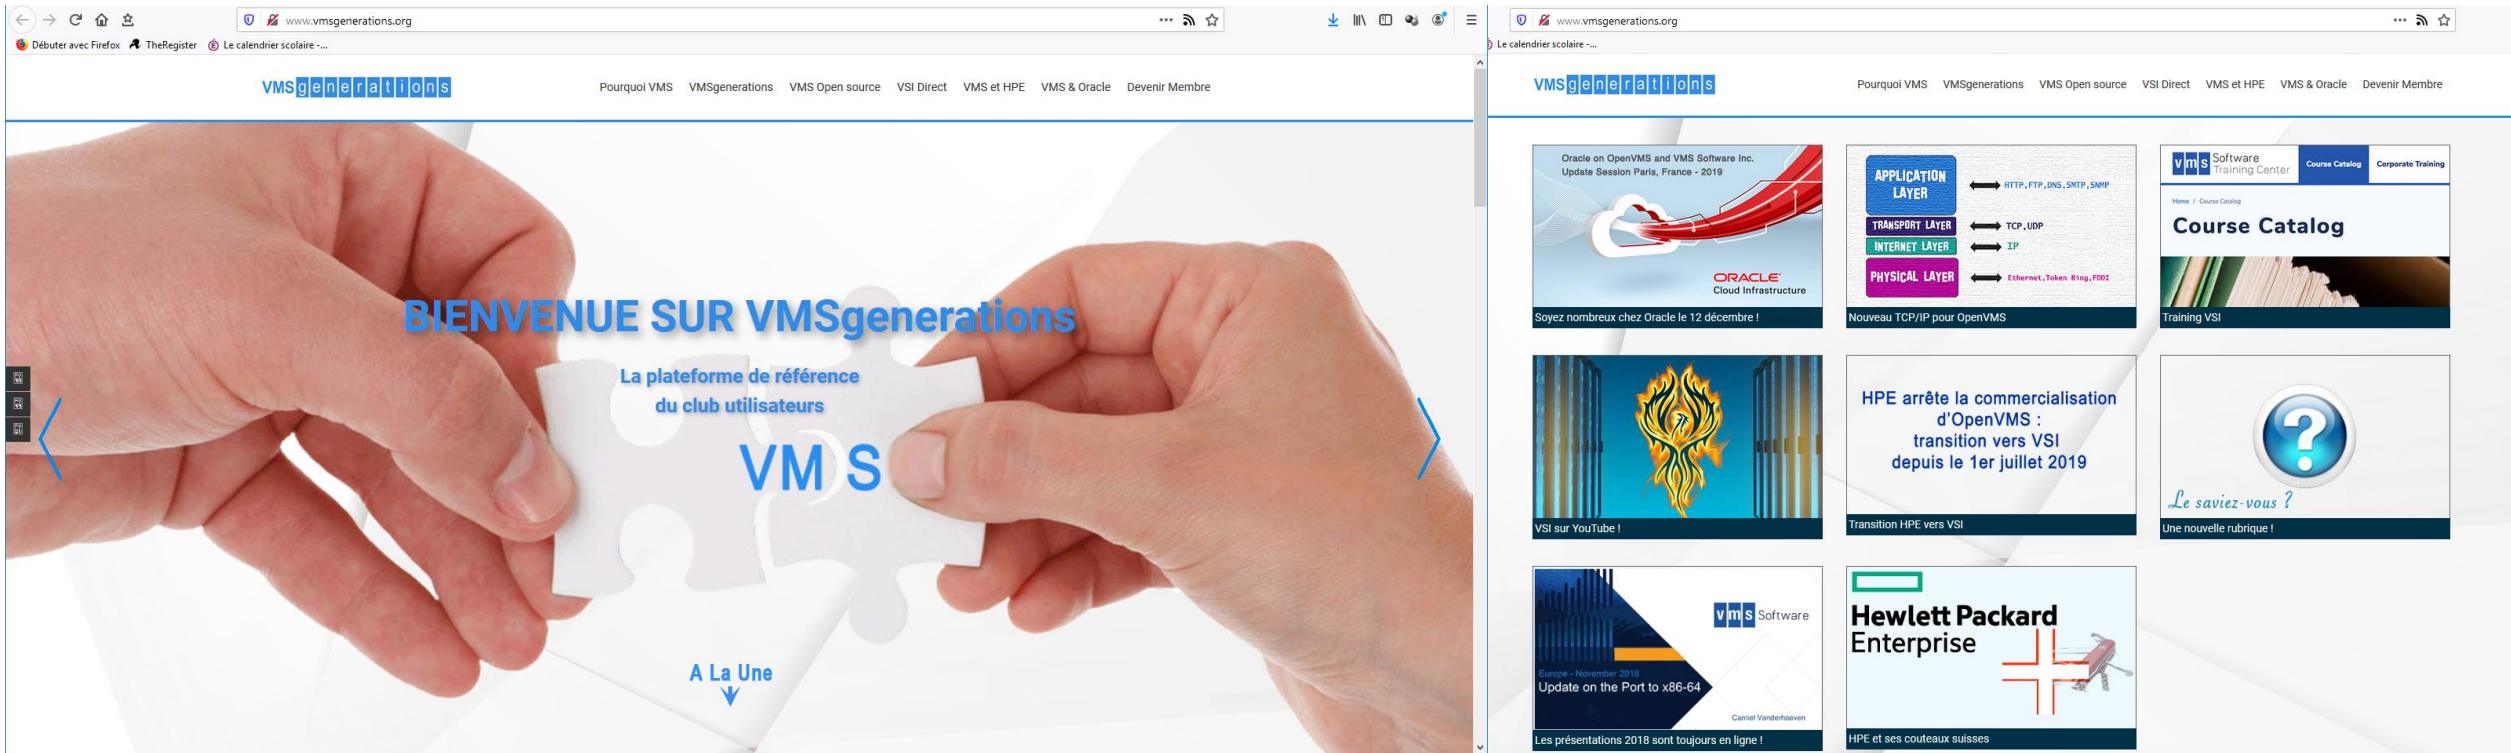 www.vmsgenerations.org
Débuter avec Firefox TheRegister Le calendrier scolaire -...
VMSgenerations
Pourquoi VMS VMSgenerations VMS Open source VSI Direct VMS et HPE VMS & Oracle Devenir Membre
BIENVENUE SUR VMSgenerations
La plateforme de référence
du club utilisateurs
VM S
A La Une
www.vmsgenerations.org
Le calendrier scolaire -...
VMSgenerations
Pourquoi VMS VMSgenerations VMS Open source VSI Direct VMS et HPE VMS & Oracle Devenir Membre
Oracle on OpenVMS and VMS Software Inc.
Update Session Paris, France - 2019
ORACLE
Cloud Infrastructure
Soyez nombreux chez Oracle le 12 décembre !
APPLICATION
LAYER
HTTP,FTP,DNS,SMTP,SNMP
TRANSPORT LAYER
TCP,UDP
INTERNET LAYER
IP
PHYSICAL LAYER
Ethernet,Token Ring,FDDI
Nouveau TCP/IP pour OpenVMS
vms Software
Training Center
Course Catalog
Corporate Training
Home / Course Catalog
Course Catalog
Training VSI
VSI sur YouTube !
HPE arrête la commercialisation
d'OpenVMS :
transition vers VSI
depuis le 1er juillet 2019
Transition HPE vers VSI
?
Le saviez-vous ?
Une nouvelle rubrique !
vms Software
Europe - November 2018
Update on the Port to x86-64
Camiel Vanderhoeven
Les présentations 2018 sont toujours en ligne !
Hewlett Packard
Enterprise
HPE et ses couteaux suisses